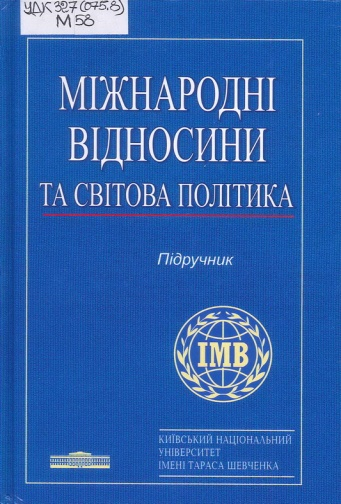 УДК 327(075.8)
М 58
МІЖНАРОДНІ
ВІДНОСИНИ
ТА СВІТОВА ПОЛІТИКА
Підручник
ІМВ
КИЇВСЬКИЙ НАЦІОНАЛЬНИЙ
УНІВЕРСИТЕТ
ІМЕНІ ТАРАСА ШЕВЧЕНКА